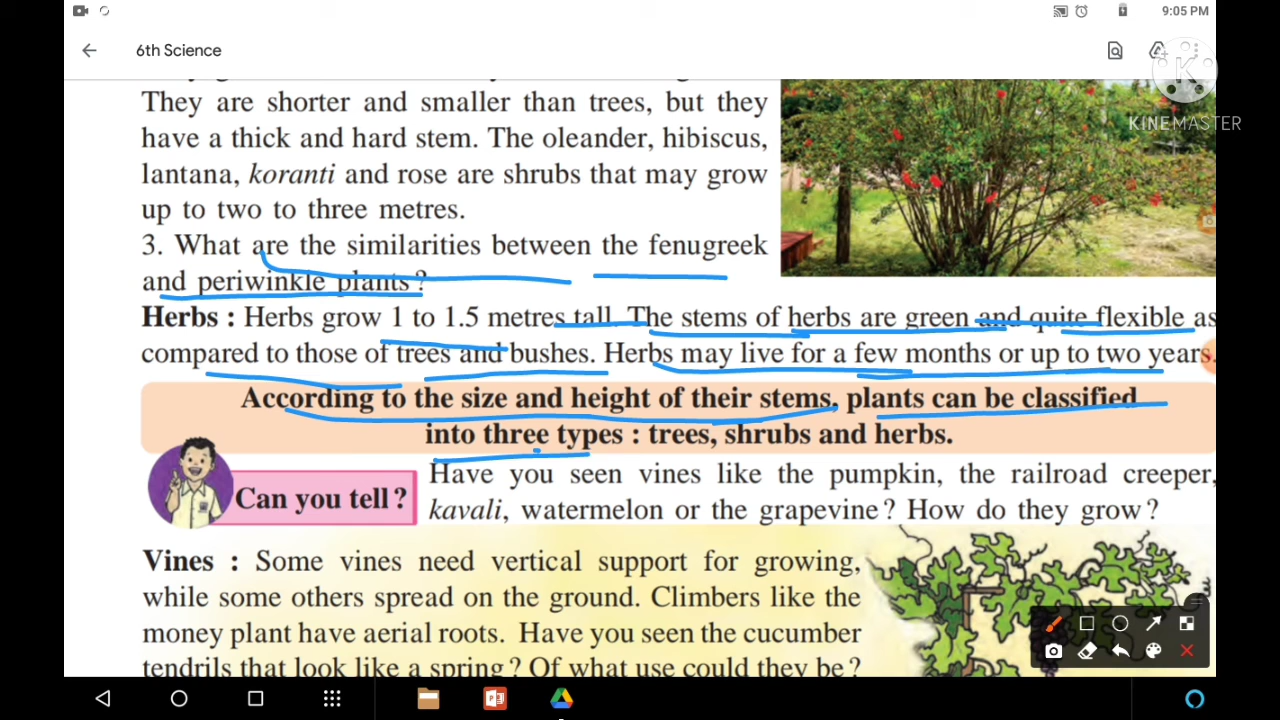 9:05 PM
6th Science
KINEMASTER
They are shorter and smaller than trees, but they
have a thick and hard stem. The oleander, hibiscus,
lantana, koranti and rose are shrubs that may grow
up to two to three metres.
3. What are the similarities between the fenugreek
and periwinkle plants?
Herbs : Herbs grow 1 to 1.5 metres tall. The stems of herbs are green and quite flexible as
compared to those of trees and bushes. Herbs may live for a few months or up to two years.
According to the size and height of their stems, plants can be classified
into three types : trees, shrubs and herbs.
Can you tell?
Have you seen vines like the pumpkin, the railroad creeper,
kavali, watermelon or the grapevine? How do they grow?
Vines : Some vines need vertical support for growing,
while some others spread on the ground. Climbers like the
money plant have aerial roots. Have you seen the cucumber
tendrils that look like a spring? Of what use could they be?